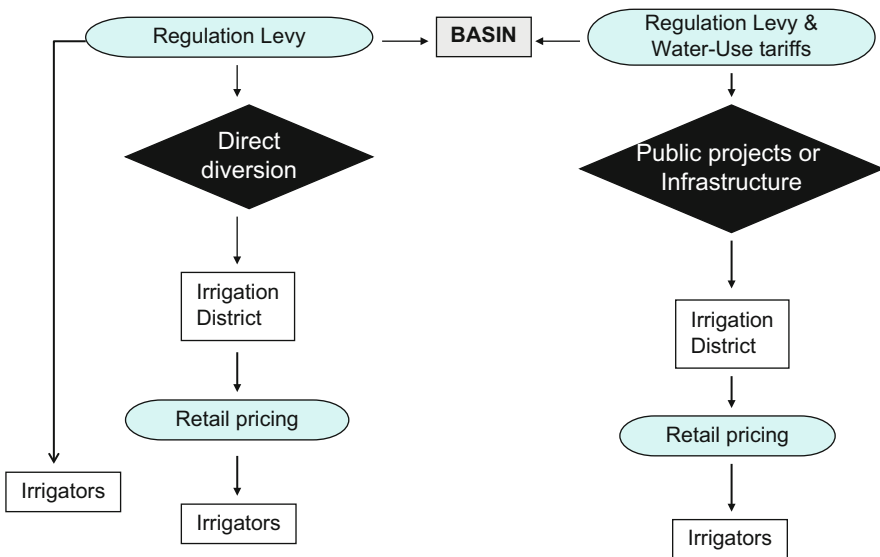 Regulation Levy
BASIN
Regulation Levy &
Water-Use tariffs
Direct
diversion
Public projects or
Infrastructure
Irrigation
District
Irrigation
District
Retail pricing
Retail pricing
Irrigators
Irrigators
Irrigators